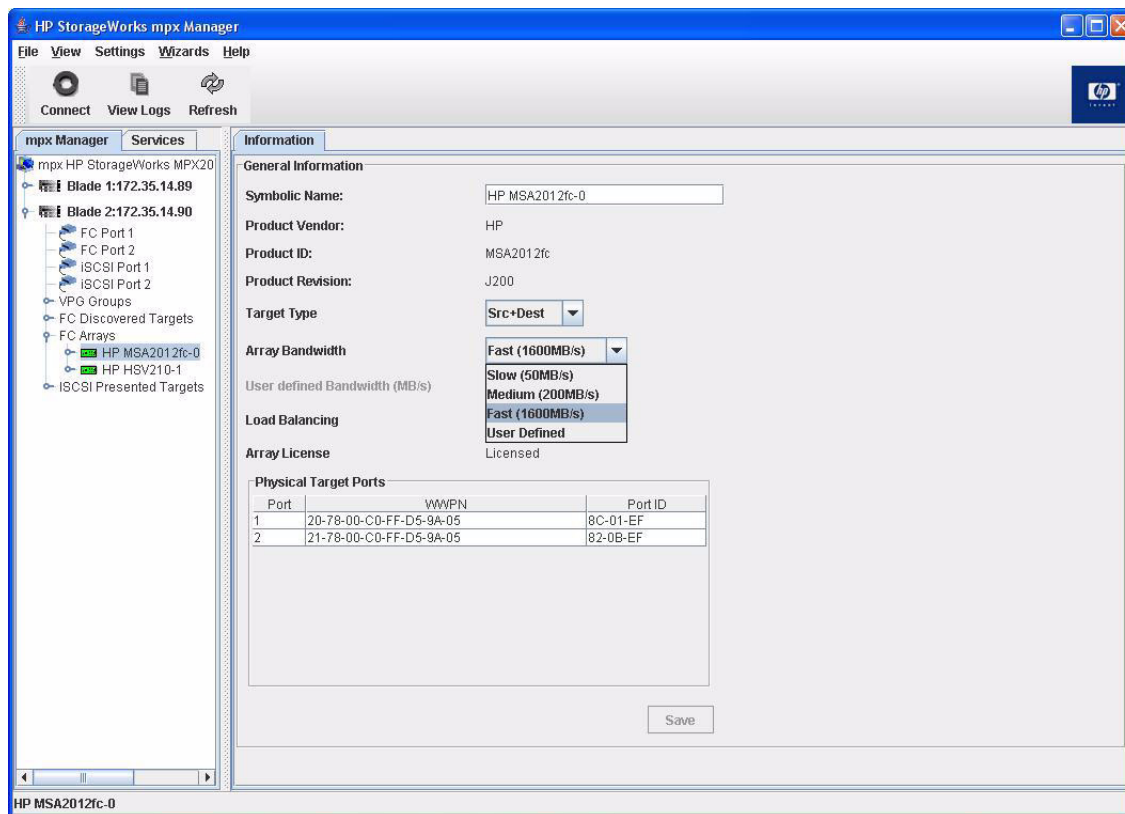 HP StorageWorks mpx Manager
File View Settings Wizards Help
Connect View Logs Refresh
hp
invent
mpx Manager Services
mpx HP StorageWorks MPX20
Blade 1:172.35.14.89
Blade 2:172.35.14.90
FC Port 1
FC Port 2
iSCSI Port 1
iSCSI Port 2
VPG Groups
FC Discovered Targets
FC Arrays
HP MSA2012fc-0
HP HSV210-1
ISCSI Presented Targets
Information
General Information
Symbolic Name: HP MSA2012fc-0
Product Vendor: HP
Product ID: MSA2012fc
Product Revision: J200
Target Type Src+Dest
Array Bandwidth Fast (1600MB/s)
Slow (50MB/s)
User defined Bandwidth (MB/s) Medium (200MB/s)
Fast (1600MB/s)
Load Balancing
User Defined
Array License Licensed
Physical Target Ports
Port WWPN Port ID
1 20-78-00-C0-FF-D5-9A-05 8C-01-EF
2 21-78-00-C0-FF-D5-9A-05 82-0B-EF
Save
HP MSA2012fc-0